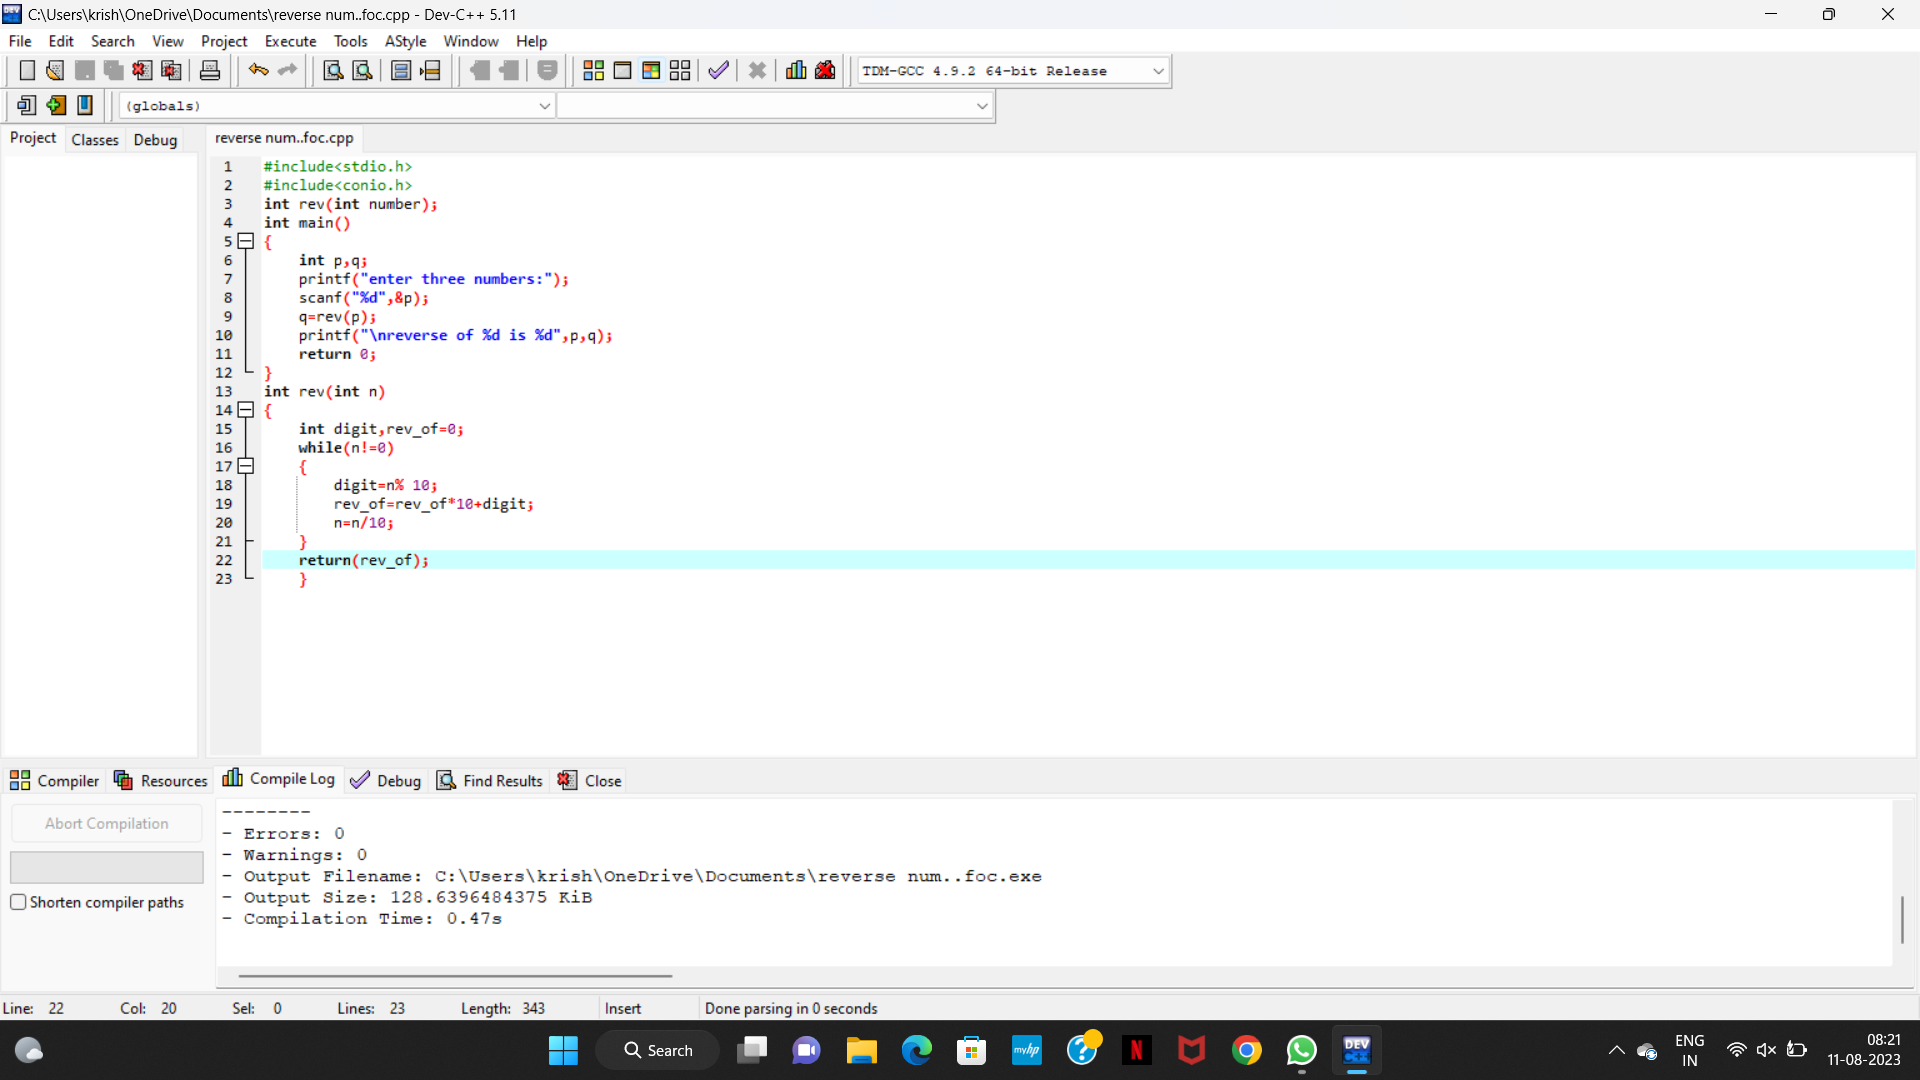 C:\Users\krish\OneDrive\Documents\reverse num..foc.cpp - Dev-C++ 5.11
File Edit Search View Project Execute Tools AStyle Window Help
TDM-GCC 4.9.2 64-bit Release
(globals)
Project Classes Debug reverse num..foc.cpp
1 #include<stdio.h>
2 #include<conio.h>
3 int rev(int number);
4 int main()
5 {
6 int p,q;
7 printf("enter three numbers:");
8 scanf("%d",&p);
9 q=rev(p);
10 printf("\nreverse of %d is %d",p,q);
11 return 0;
12 }
13 int rev(int n)
14 {
15 int digit,rev_of=0;
16 while(n!=0)
17 {
18 digit=n% 10;
19 rev_of=rev_of*10+digit;
20 n=n/10;
21 }
22 return(rev_of);
23 }
Compiler Resources Compile Log Debug Find Results Close
Abort Compilation
Shorten compiler paths
--------
- Errors: 0
- Warnings: 0
- Output Filename: C:\Users\krish\OneDrive\Documents\reverse num..foc.exe
- Output Size: 128.6396484375 KiB
- Compilation Time: 0.47s
Line: 22 Col: 20 Sel: 0 Lines: 23 Length: 343 Insert Done parsing in 0 seconds
Search
myhp
N
DEV C++
ENG
IN
08:21
11-08-2023